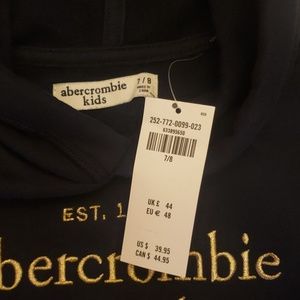 abercrombie
kids
7/8
252-772-0099-023
633895650
7/8
UK £ 44
EU € 48
US $ 39.95
CAN $ 44.95
EST. 1
abercrombie